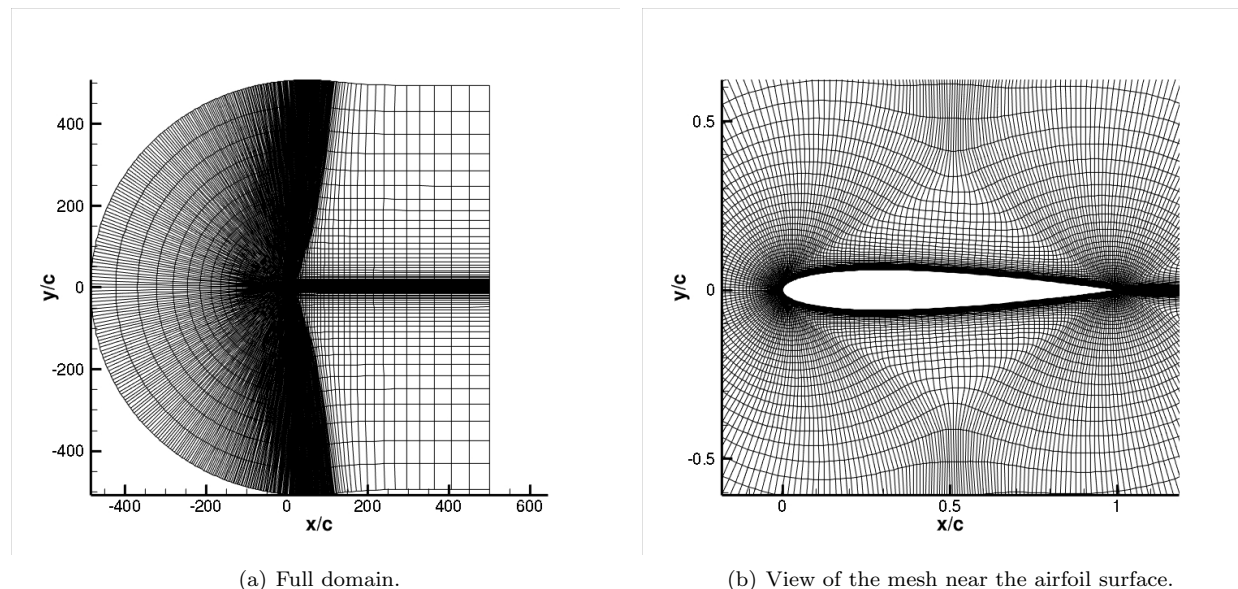 y/c
400
200
0
-200
-400
-400 -200 0 200 400 600
x/c
(a) Full domain.
y/c
0.5
0
-0.5
0 0.5 1
x/c
(b) View of the mesh near the airfoil surface.